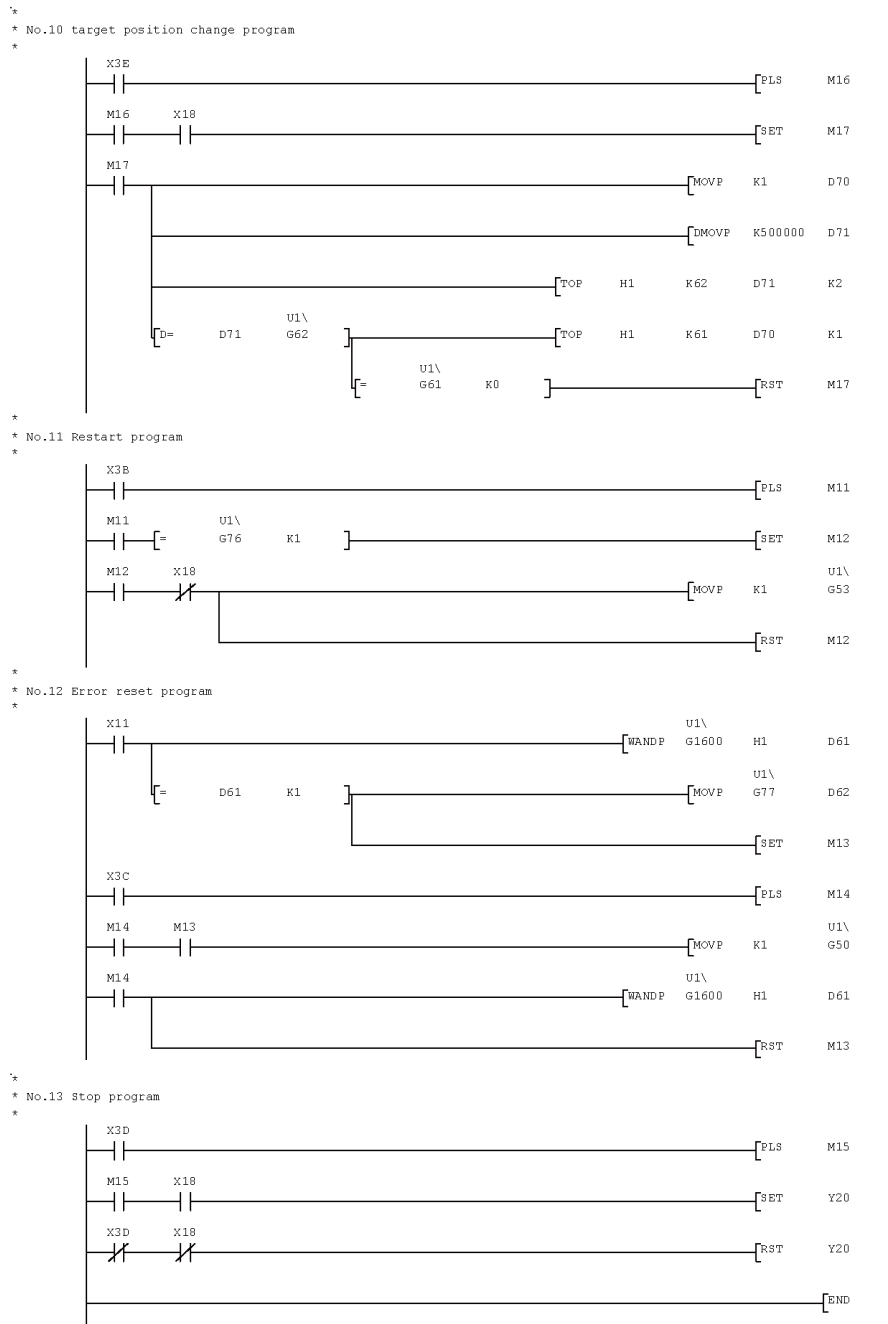 *
* No.10 target position change program
*
X3E
PLS M16
M16 X18
SET M17
M17
MOVP K1 D70
DMOVP K500000 D71
TOP H1 K62 D71 K2
U1\
D= D71 G62 TOP H1 K61 D70 K1
U1\
= G61 K0 RST M17
*
* No.11 Restart program
*
X3B
PLS M11
M11 U1\
= G76 K1 SET M12
M12 X18 U1\
MOVP K1 G53
RST M12
*
* No.12 Error reset program
*
X11 U1\
WANDP G1600 H1 D61
U1\
= D61 K1 MOVP G77 D62
SET M13
X3C
PLS M14
M14 M13 U1\
MOVP K1 G50
M14 U1\
WANDP G1600 H1 D61
RST M13
*
* No.13 Stop program
*
X3D
PLS M15
M15 X18
SET Y20
X3D X18
RST Y20
END